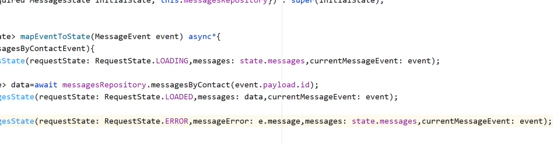 quired MessagesState initialState, this.messagesRepository}) : super(initialState);
ate> mapEventToState(MessageEvent event) async*{
sagesByContactEvent){
sState(requestState: RequestState.LOADING,messages: state.messages,currentMessageEvent: event);
e> data=await messagesRepository.messagesByContact(event.payload.id);
gesState(requestState: RequestState.LOADED,messages: data,currentMessageEvent: event);
gesState(requestState: RequestState.ERROR,messageError: e.message,messages: state.messages,currentMessageEvent: event);